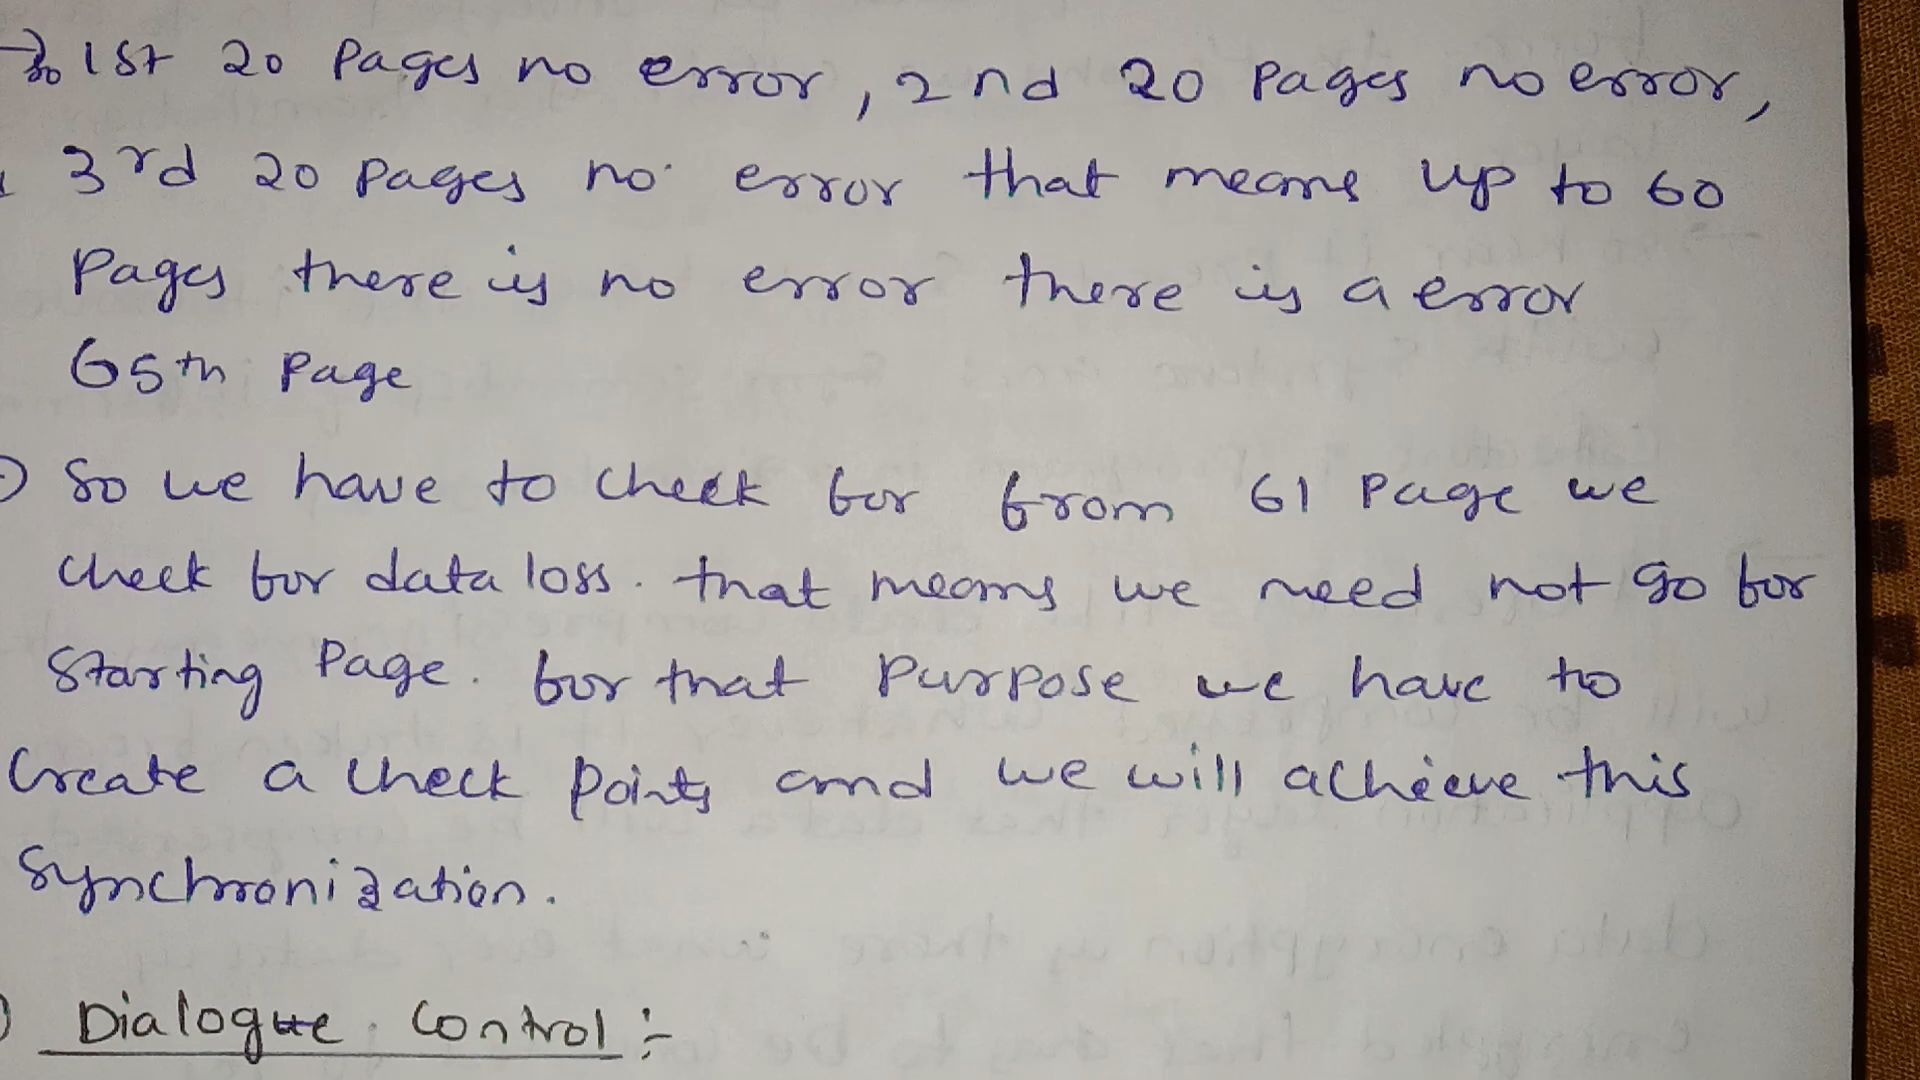 → 1st 20 Pages no error, 2nd 20 Pages no error,
3rd 20 Pages no error that means up to 60
Pages there is no error there is a error
65th Page
So we have to check for from 61 Page we
check for data loss. that means we need not go for
Starting Page. for that Purpose we have to
Create a check Points and we will achieve this
Synchronization.
Dialogue Control :-